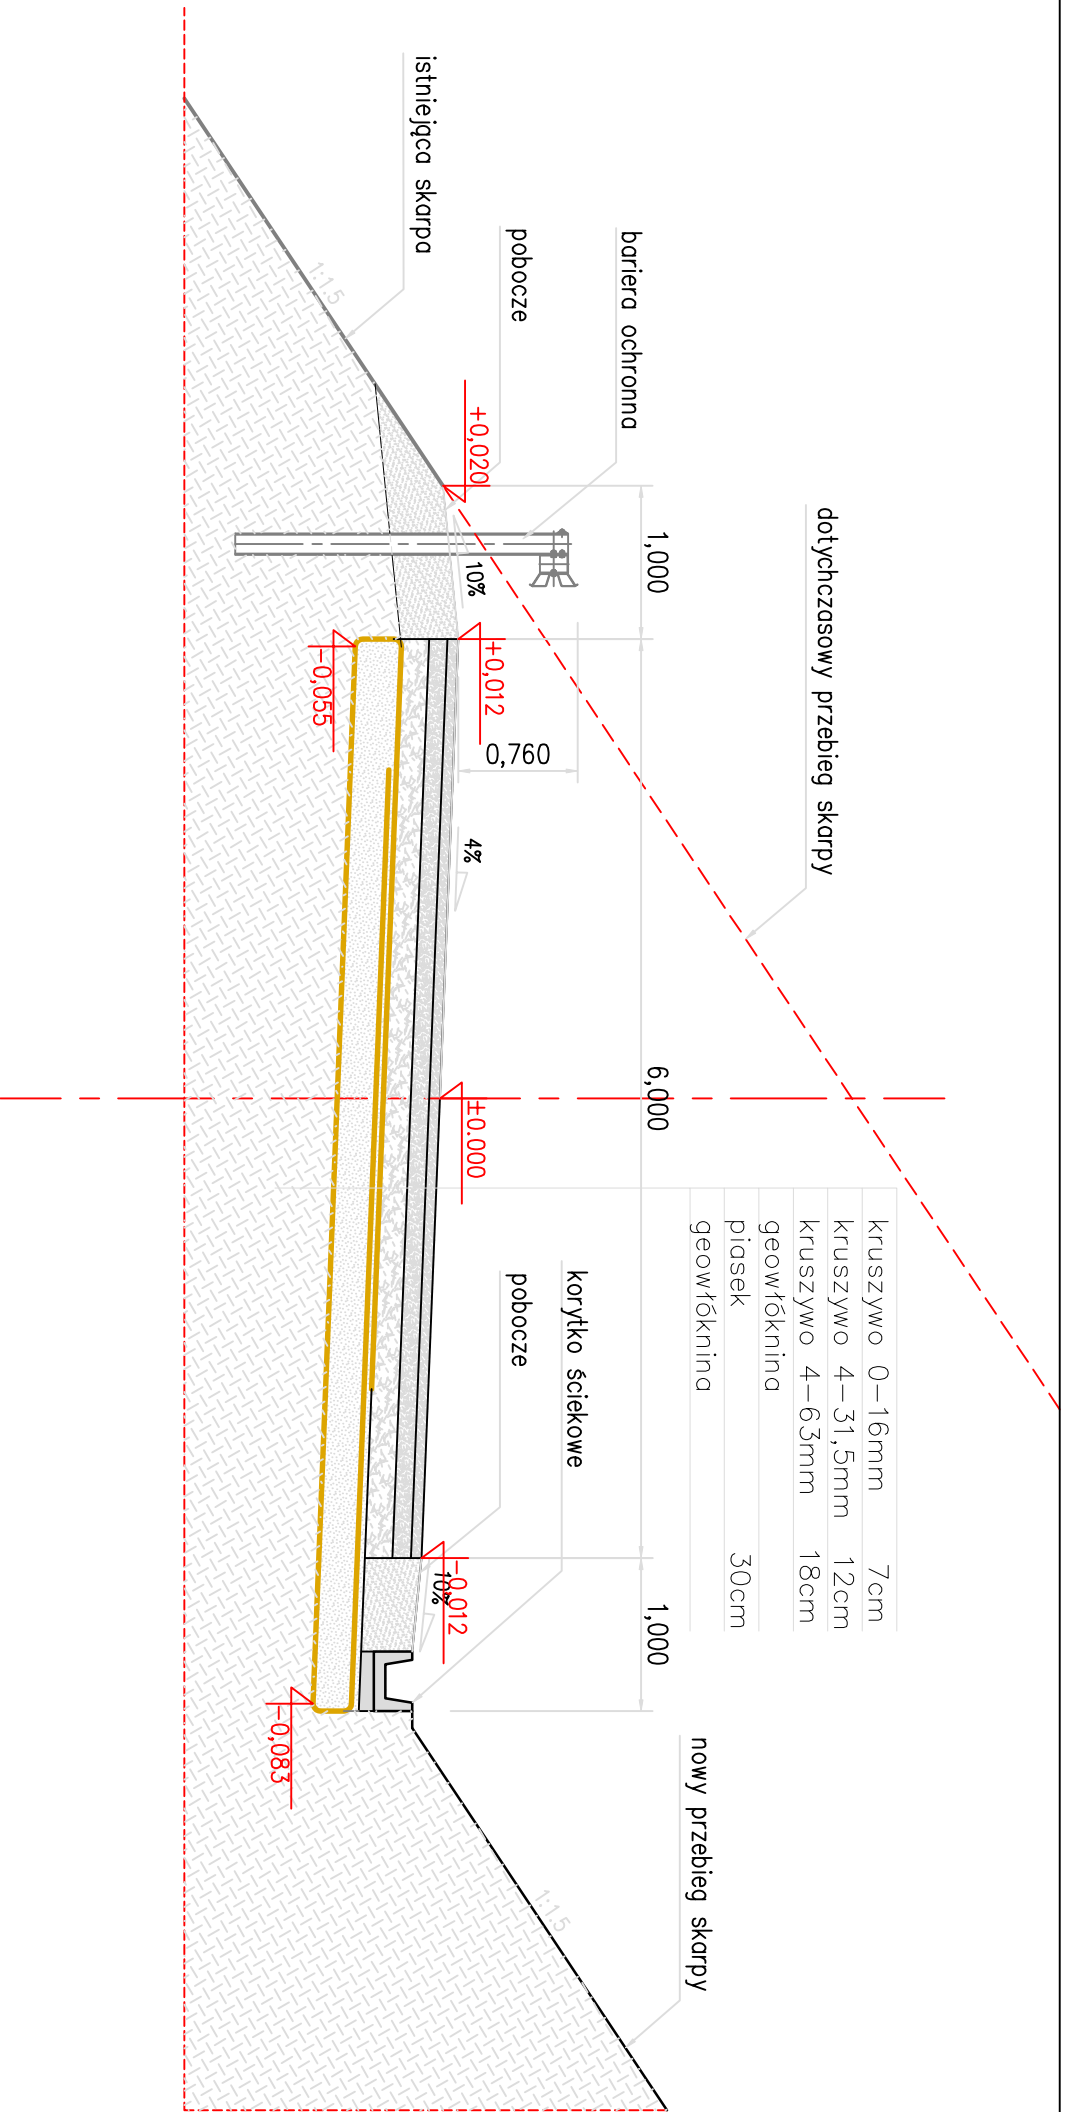 dotychczasowy przebieg skarpy
kruszywo 0-16mm 7cm
kruszywo 4-31,5mm 12cm
kruszywo 4-63mm 18cm
geowłóknina
piasek 30cm
geowłóknina
nowy przebieg skarpy
bariera ochronna
1,000
6,000
1,000
korytko ściekowe
pobocze
pobocze
istniejąca skarpa
0,760
+0,020
+0,012
±0.000
-0,012
10%
4%
10%
-0,055
-0,083
1:1.5
1:1.5